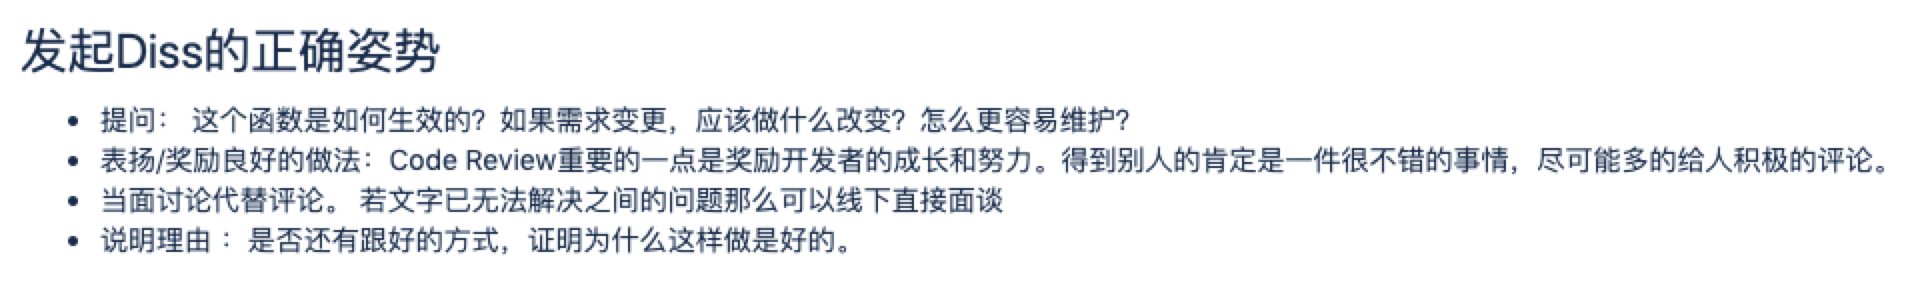 发起Diss的正确姿势
• 提问： 这个函数是如何生效的？如果需求变更，应该做什么改变？怎么更容易维护？
• 表扬/奖励良好的做法：Code Review重要的一点是奖励开发者的成长和努力。得到别人的肯定是一件很不错的事情，尽可能多的给人积极的评论。
• 当面讨论代替评论。 若文字已无法解决之间的问题那么可以线下直接面谈
• 说明理由 ：是否还有跟好的方式，证明为什么这样做是好的。